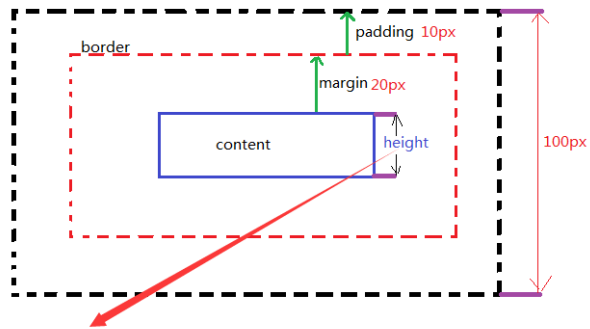 padding 10px
border
margin 20px
content
height
100px